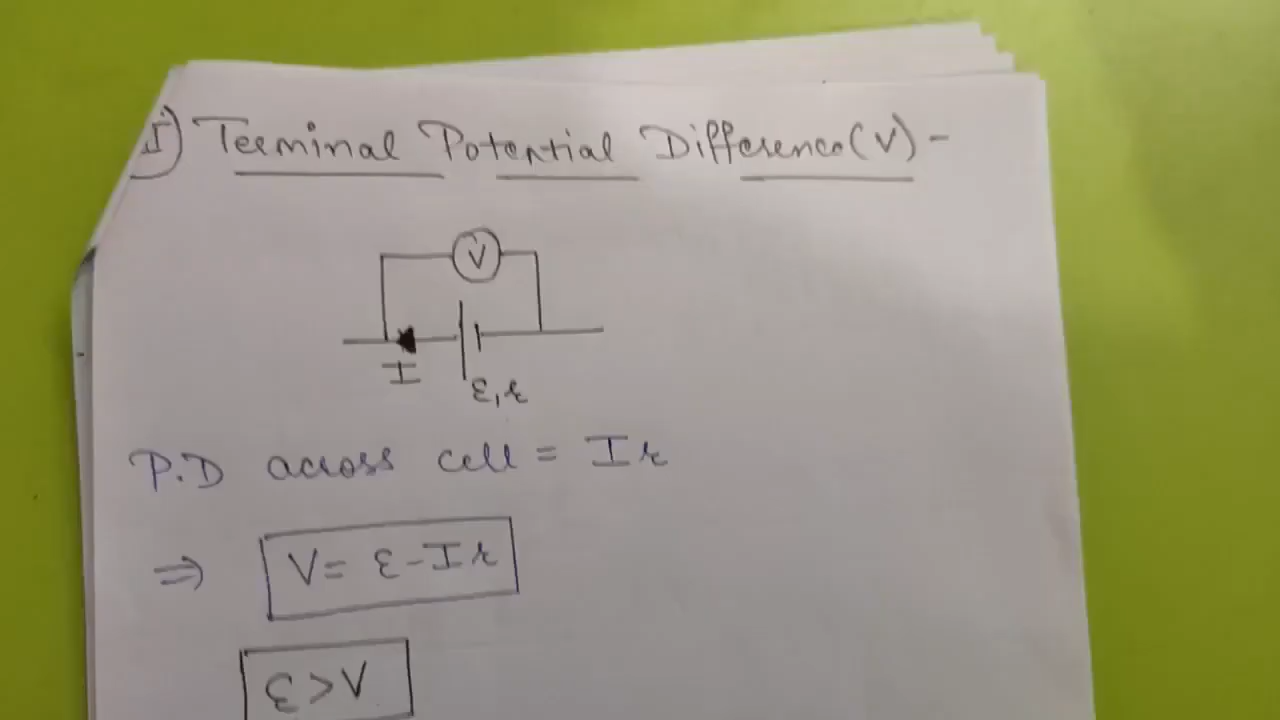 I) Terminal Potential Difference (V) -
V
I
ε, r
P.D across cell = Ir
⇒ V = ε - Ir
ε > V